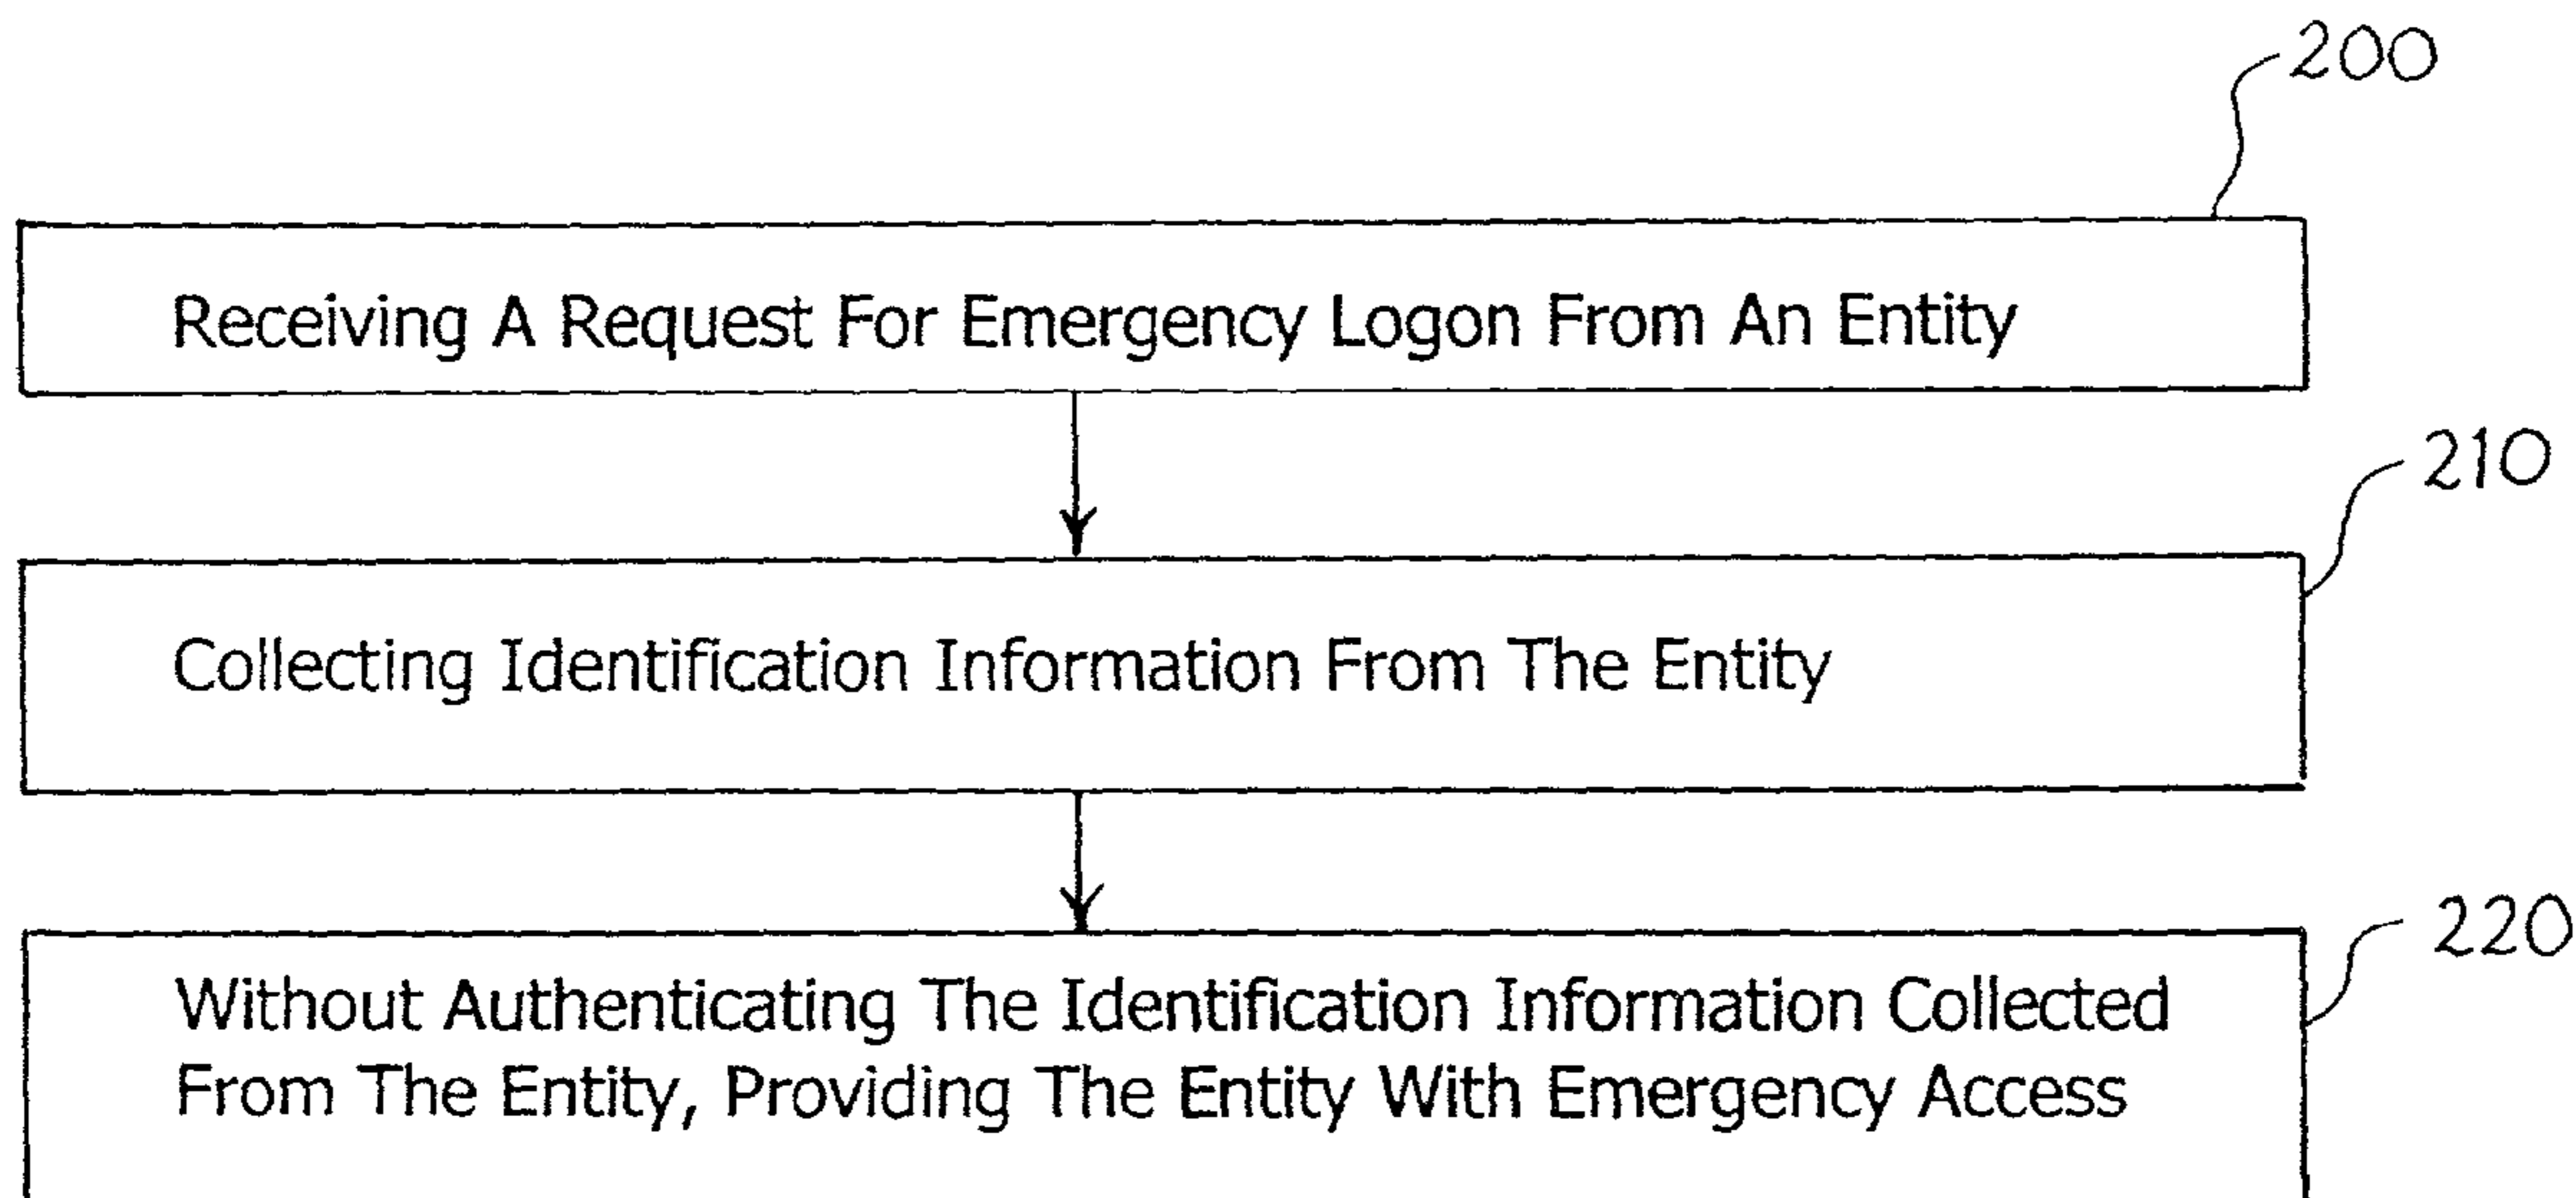 200
Receiving A Request For Emergency Logon From An Entity
210
Collecting Identification Information From The Entity
220
Without Authenticating The Identification Information Collected
From The Entity, Providing The Entity With Emergency Access